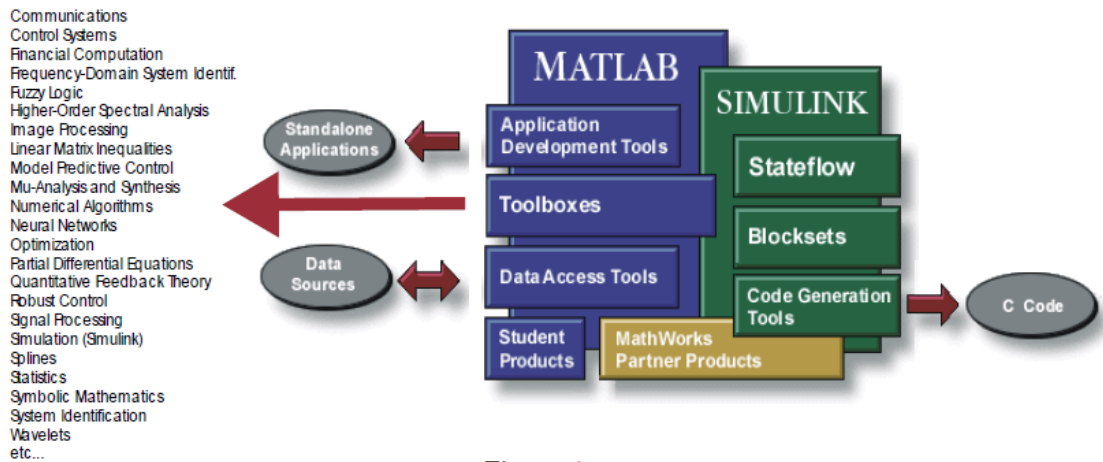 Communications
Control Systems
Financial Computation
Frequency-Domain System Identif.
Fuzzy Logic
Higher-Order Spectral Analysis
Image Processing
Linear Matrix Inequalities
Model Predictive Control
Mu-Analysis and Synthesis
Numerical Algorithms
Neural Networks
Optimization
Partial Differential Equations
Quantitative Feedback Theory
Robust Control
Signal Processing
Simulation (Simulink)
Splines
Statistics
Symbolic Mathematics
System Identification
Wavelets
etc...
Standalone
Applications
Data
Sources
MATLAB
Application
Development Tools
Toolboxes
Data Access Tools
Student
Products
MathWorks
Partner Products
SIMULINK
Stateflow
Blocksets
Code Generation
Tools
C Code